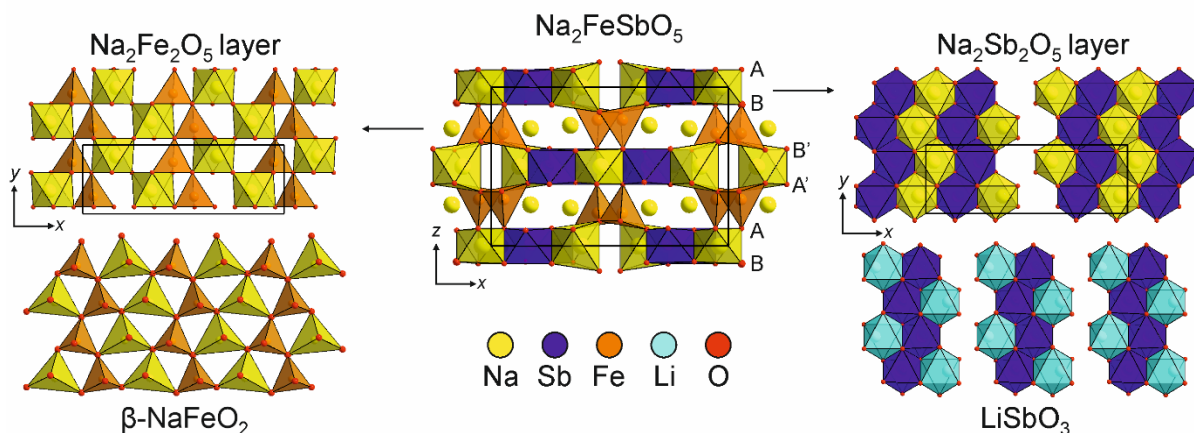 Na₂Fe₂O₅ layer
Na₂FeSbO₅
Na₂Sb₂O₅ layer
A
B
B'
A'
A
B
y
x
z
x
y
x
Na Sb Fe Li O
β-NaFeO₂
LiSbO₃